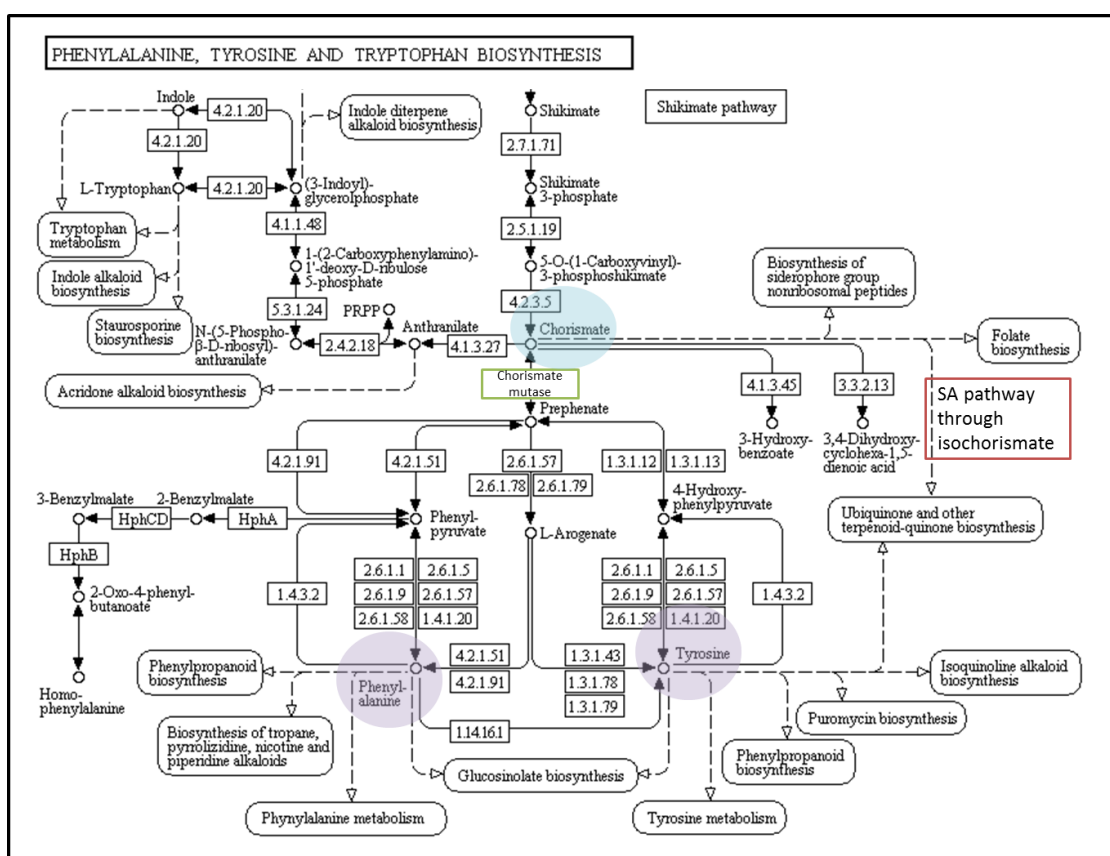 PHENYLALANINE, TYROSINE AND TRYPTOPHAN BIOSYNTHESIS
Indole
4.2.1.20
4.2.1.20
Indole diterpene
alkaloid biosynthesis
Shikimate
Shikimate pathway
2.7.1.71
L-Tryptophan
4.2.1.20
(3-Indoyl)-
glycerolphosphate
Shikimate
3-phosphate
Tryptophan
metabolism
4.1.1.48
2.5.1.19
Indole alkaloid
biosynthesis
1-(2-Carboxyphenylamino)-
1'-deoxy-D-ribulose
5-phosphate
5-O-(1-Carboxyvinyl)-
3-phosphoshikimate
Biosynthesis of
siderophore group
nonribosomal peptides
Staurosporine
biosynthesis
5.3.1.24
PRPP
4.2.3.5
N-(5-Phospho-
β-D-ribosyl)-
anthranilate
2.4.2.18
Anthranilate
4.1.3.27
Chorismate
Folate
biosynthesis
Acridone alkaloid biosynthesis
Chorismate
mutase
4.1.3.45
3.3.2.13
SA pathway
through
isochorismate
Prephenate
3-Hydroxy-
benzoate
3,4-Dihydroxy-
cyclohexa-1,5-
dienoic acid
4.2.1.91
4.2.1.51
2.6.1.57
1.3.1.12
1.3.1.13
2.6.1.78
2.6.1.79
3-Benzylmalate
2-Benzylmalate
4-Hydroxy-
phenylpyruvate
Ubiquinone and other
terpenoid-quinone biosynthesis
HphCD
HphA
Phenyl-
pyruvate
L-Arogenate
HphB
2-Oxo-4-phenyl-
butanoate
1.4.3.2
2.6.1.1
2.6.1.5
2.6.1.9
2.6.1.57
2.6.1.58
1.4.1.20
2.6.1.1
2.6.1.5
2.6.1.9
2.6.1.57
2.6.1.58
1.4.1.20
1.4.3.2
Homo-
phenylalanine
Phenylpropanoid
biosynthesis
Phenyl-
alanine
4.2.1.51
4.2.1.91
1.3.1.43
1.3.1.78
1.3.1.79
Tyrosine
Isoquinoline alkaloid
biosynthesis
Biosynthesis of tropane,
pyrrolizidine, nicotine and
piperidine alkaloids
1.14.16.1
Puromycin biosynthesis
Phenylpropanoid
biosynthesis
Glucosinolate biosynthesis
Phynylalanine metabolism
Tyrosine metabolism